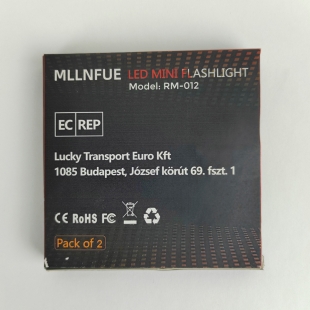 MLLNFUE LED MINI FLASHLIGHT
Model: RM-012
EC REP
Lucky Transport Euro Kft
1085 Budapest, József körút 69. fszt. 1
CE RoHS FC
Pack of 2